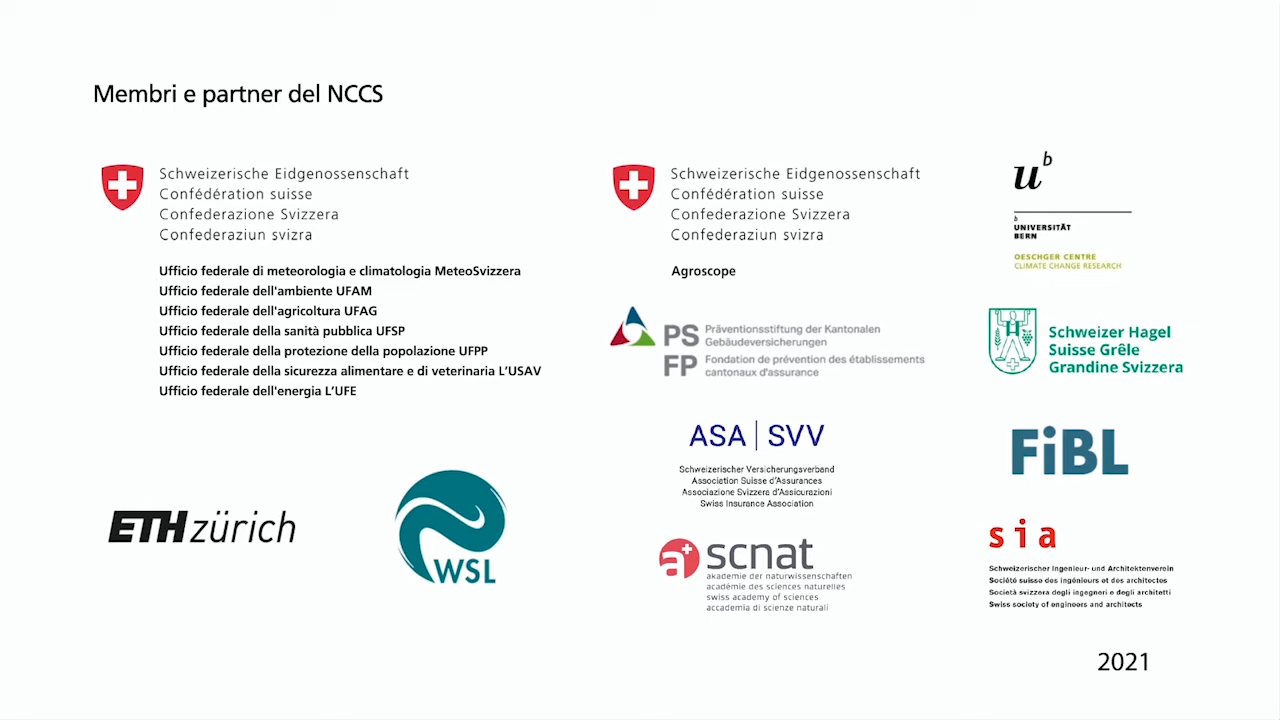 Membri e partner del NCCS
Schweizerische Eidgenossenschaft
Confédération suisse
Confederazione Svizzera
Confederaziun svizra
Ufficio federale di meteorologia e climatologia MeteoSvizzera
Ufficio federale dell'ambiente UFAM
Ufficio federale dell'agricoltura UFAG
Ufficio federale della sanità pubblica UFSP
Ufficio federale della protezione della popolazione UFPP
Ufficio federale della sicurezza alimentare e di veterinaria L’USAV
Ufficio federale dell'energia L’UFE
ETH zürich
WSL
Schweizerische Eidgenossenschaft
Confédération suisse
Confederazione Svizzera
Confederaziun svizra
Agroscope
PS Präventionsstiftung der Kantonalen
Gebäudeversicherungen
FP Fondation de prévention des établissements
cantonaux d'assurance
ASA | SVV
Schweizerischer Versicherungsverband
Association Suisse d’Assurances
Associazione Svizzera d’Assicurazioni
Swiss Insurance Association
a+ scnat
akademie der naturwissenschaften
académie des sciences naturelles
swiss academy of sciences
accademia di scienze naturali
u b
b
UNIVERSITÄT
BERN
OESCHGER CENTRE
CLIMATE CHANGE RESEARCH
Schweizer Hagel
Suisse Grêle
Grandine Svizzera
FiBL
sia
Schweizerischer Ingenieur- und Architektenverein
Société suisse des ingénieurs et des architectes
Società svizzera degli ingegneri e degli architetti
Swiss society of engineers and architects
2021